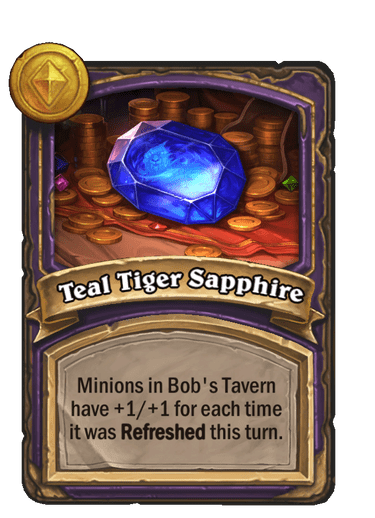 Teal Tiger Sapphire
Minions in Bob's Tavern
have +1/+1 for each time
it was Refreshed this turn.